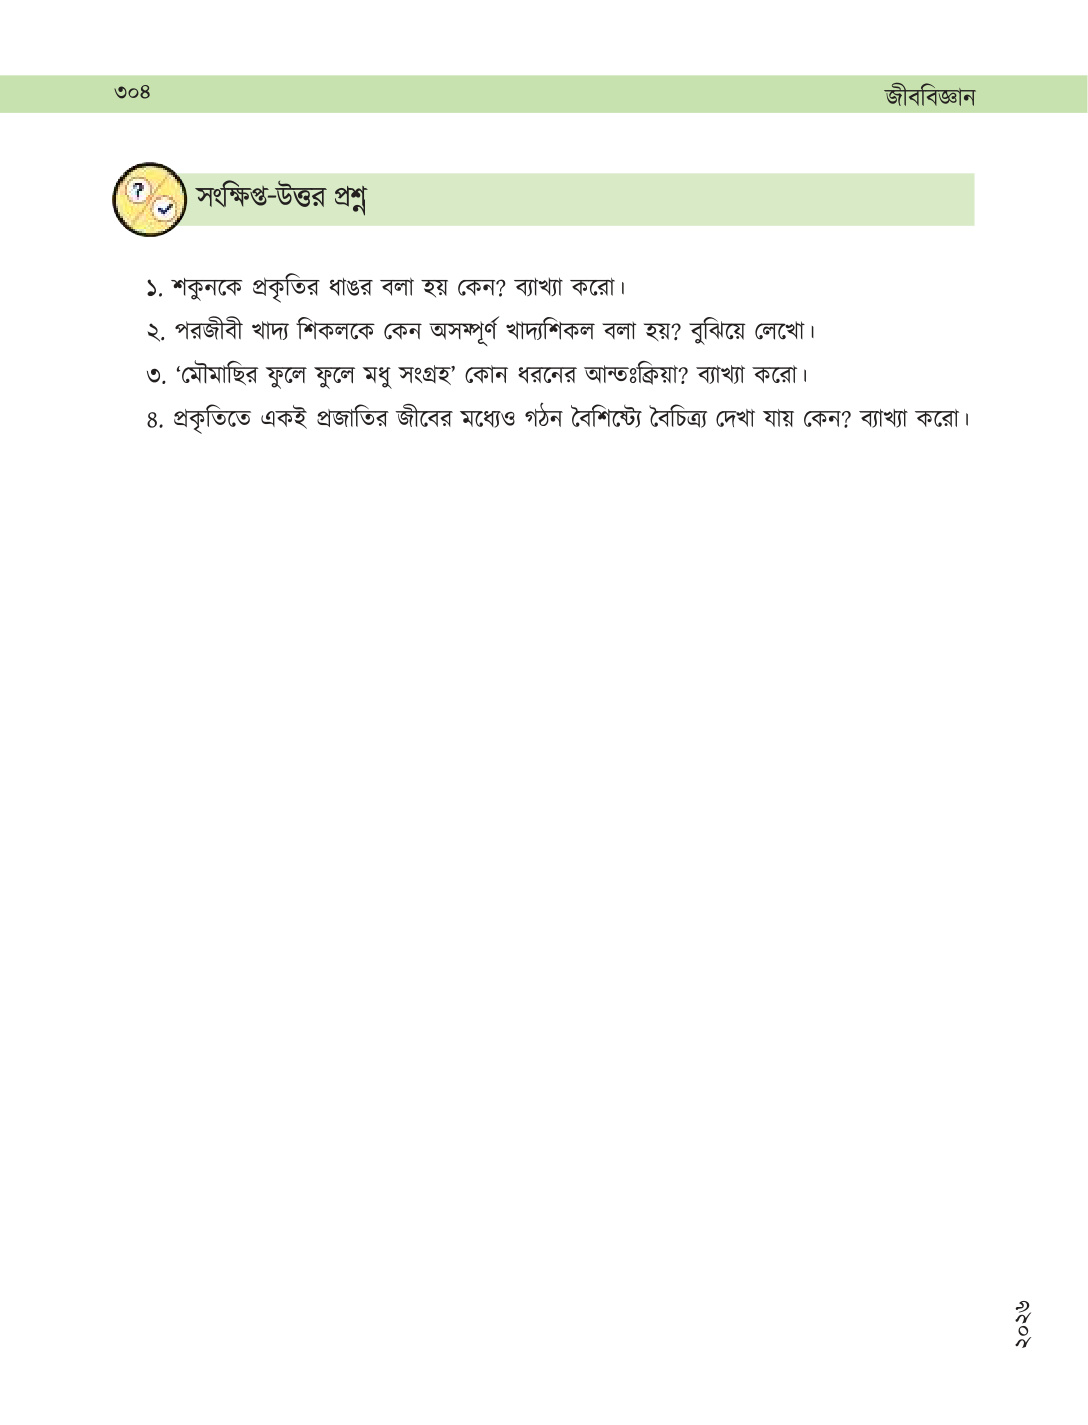 ৩০৪
জীববিজ্ঞান
সংক্ষিপ্ত-উত্তর প্রশ্ন
১. শকুনকে প্রকৃতির ধাঙর বলা হয় কেন? ব্যাখ্যা করো।
২. পরজীবী খাদ্য শিকলকে কেন অসম্পূর্ণ খাদ্যশিকল বলা হয়? বুঝিয়ে লেখো।
৩. ‘মৌমাছির ফুলে ফুলে মধু সংগ্রহ’ কোন ধরনের আন্তঃক্রিয়া? ব্যাখ্যা করো।
৪. প্রকৃতিতে একই প্রজাতির জীবের মধ্যেও গঠন বৈশিষ্ট্যে বৈচিত্র্য দেখা যায় কেন? ব্যাখ্যা করো।
২০২৬